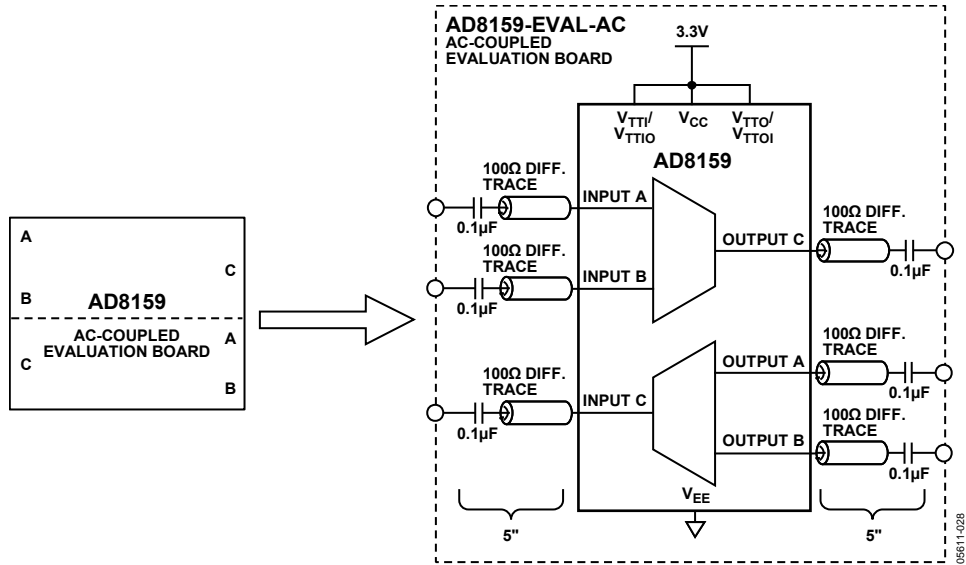 A
B
C
AD8159
AC-COUPLED
EVALUATION BOARD
C
A
B
AD8159-EVAL-AC
AC-COUPLED
EVALUATION BOARD
3.3V
VTTI/
VTTIO
VCC
VTTO/
VTTOI
AD8159
100Ω DIFF.
TRACE
INPUT A
0.1µF
100Ω DIFF.
TRACE
INPUT B
0.1µF
100Ω DIFF.
TRACE
INPUT C
0.1µF
OUTPUT C
100Ω DIFF.
TRACE
0.1µF
OUTPUT A
100Ω DIFF.
TRACE
0.1µF
OUTPUT B
100Ω DIFF.
TRACE
0.1µF
VEE
5"
5"
05611-028